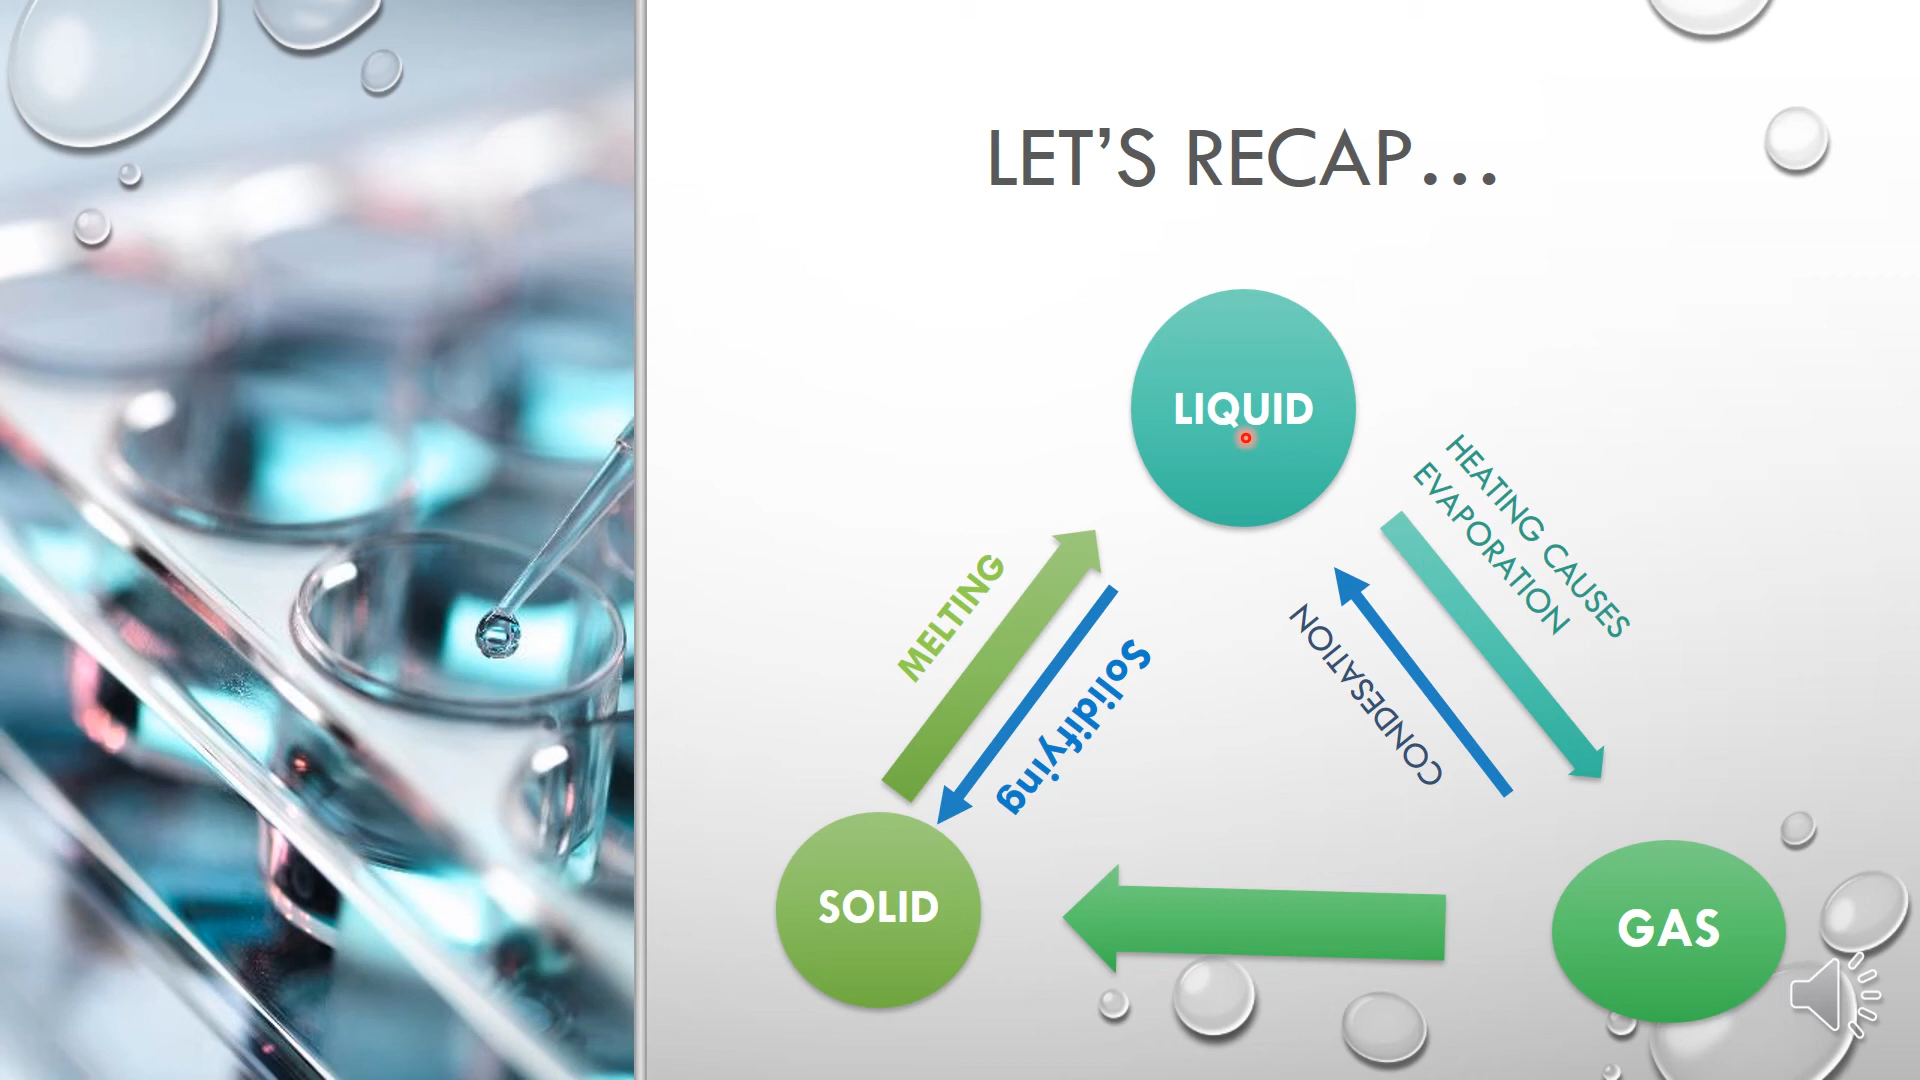 LET’S RECAP...
LIQUID
HEATING CAUSES
EVAPORATION
MELTING
Solidifying
CONDESATION
SOLID
GAS